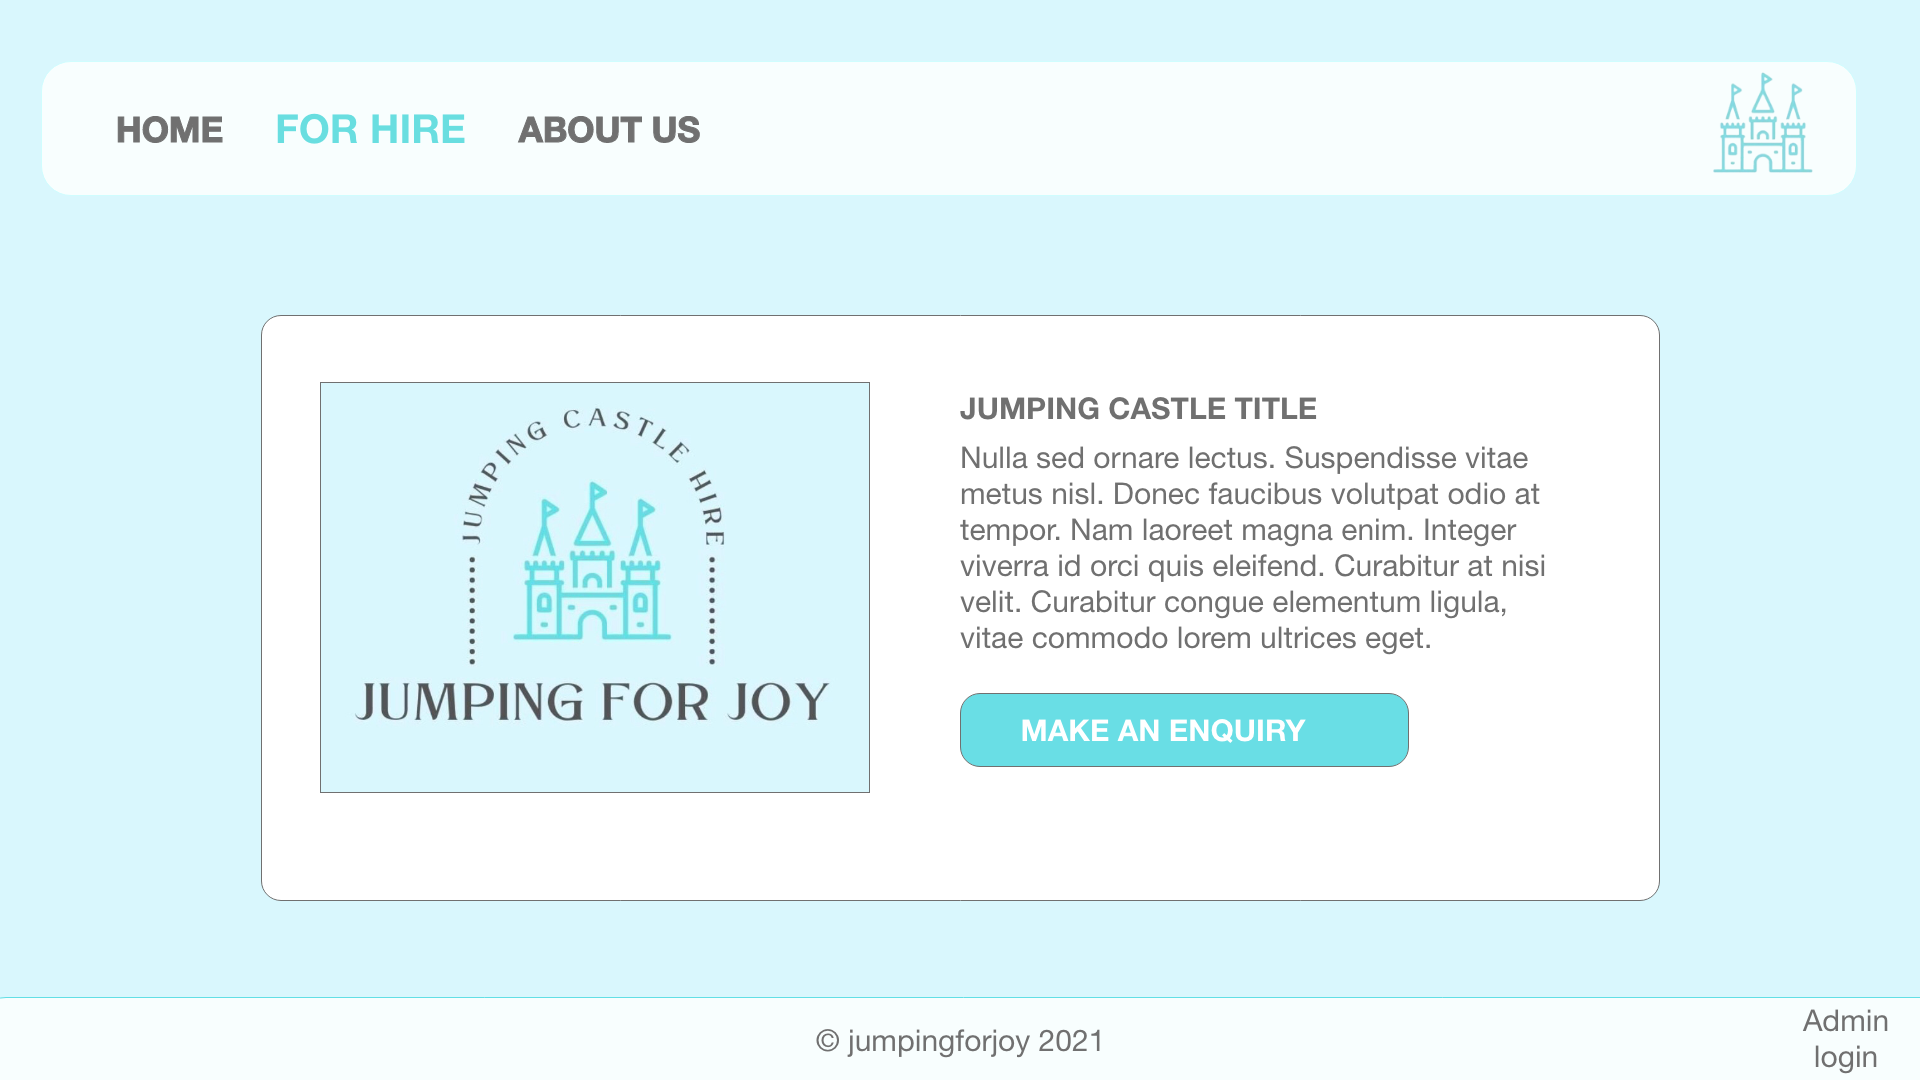 HOME FOR HIRE ABOUT US
JUMPING CASTLE HIRE
JUMPING FOR JOY
JUMPING CASTLE TITLE
Nulla sed ornare lectus. Suspendisse vitae
metus nisl. Donec faucibus volutpat odio at
tempor. Nam laoreet magna enim. Integer
viverra id orci quis eleifend. Curabitur at nisi
velit. Curabitur congue elementum ligula,
vitae commodo lorem ultrices eget.
MAKE AN ENQUIRY
© jumpingforjoy 2021
Admin
login